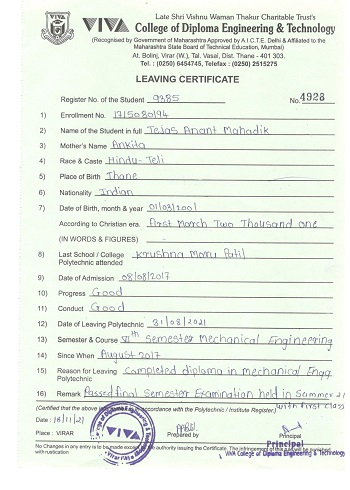 Late Shri Vishnu Waman Thakur Charitable Trust's
VIVA College of Diploma Engineering & Technology
(Recognised by Government of Maharashtra Approved by A.I.C.T.E. Delhi & Affiliated to the
Maharashtra State Board of Technical Education, Mumbai)
At. Bolinj, Virar (W.), Tal. Vasai, Dist. Thane - 401 303.
Tel. : (0250) 6454745, Telefax : (0250) 2515275
LEAVING CERTIFICATE
Register No. of the Student 9385 No. 4928
1) Enrollment No. 1715080194
2) Name of the Student in full Tejas Anant Mahadik
3) Mother's Name Ankita
4) Race & Caste Hindu-Teli
5) Place of Birth Thane
6) Nationality Indian
7) Date of Birth, month & year 01/03/2001
According to Christian era. First March Two Thousand one
(IN WORDS & FIGURES)
8) Last School / College Krushna Moru Patil
Polytechnic attended
9) Date of Admission 08/08/2017
10) Progress Good
11) Conduct Good
12) Date of Leaving Polytechnic 31/08/2021
13) Semester & Course VIth Semester Mechanical Engineering
14) Since When August 2017
15) Reason for Leaving Completed diploma in mechanical Engg.
Polytechnic
16) Remark Passed final Semester Examination held in Summer 21
with First Class
(Certified that the above in accordance with the Polytechnic / Institute Register.)
Date : 16/11/21
Place : VIRAR Prepared by Principal
Principal
No Changes in any entry is to be made except by the authority issuing the Certificate. The infringement of this will be punished
with rustication
VIVA College of Diploma Engineering & Technology